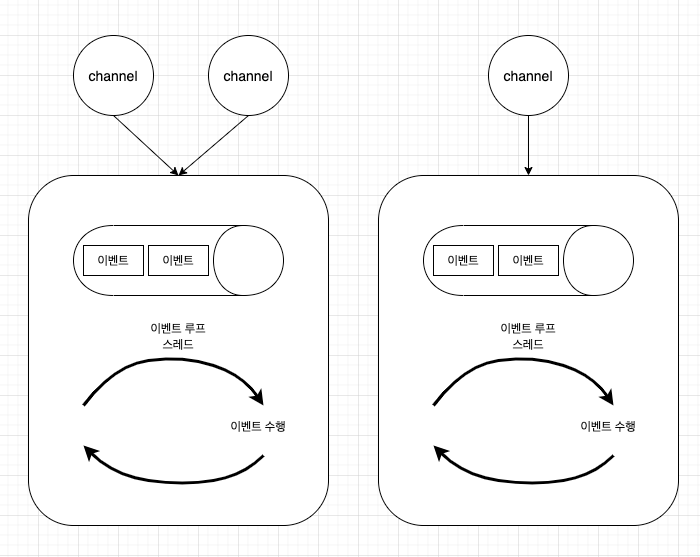 channel
channel
channel
이벤트
이벤트
이벤트
이벤트
이벤트 루프
스레드
이벤트 루프
스레드
이벤트 수행
이벤트 수행